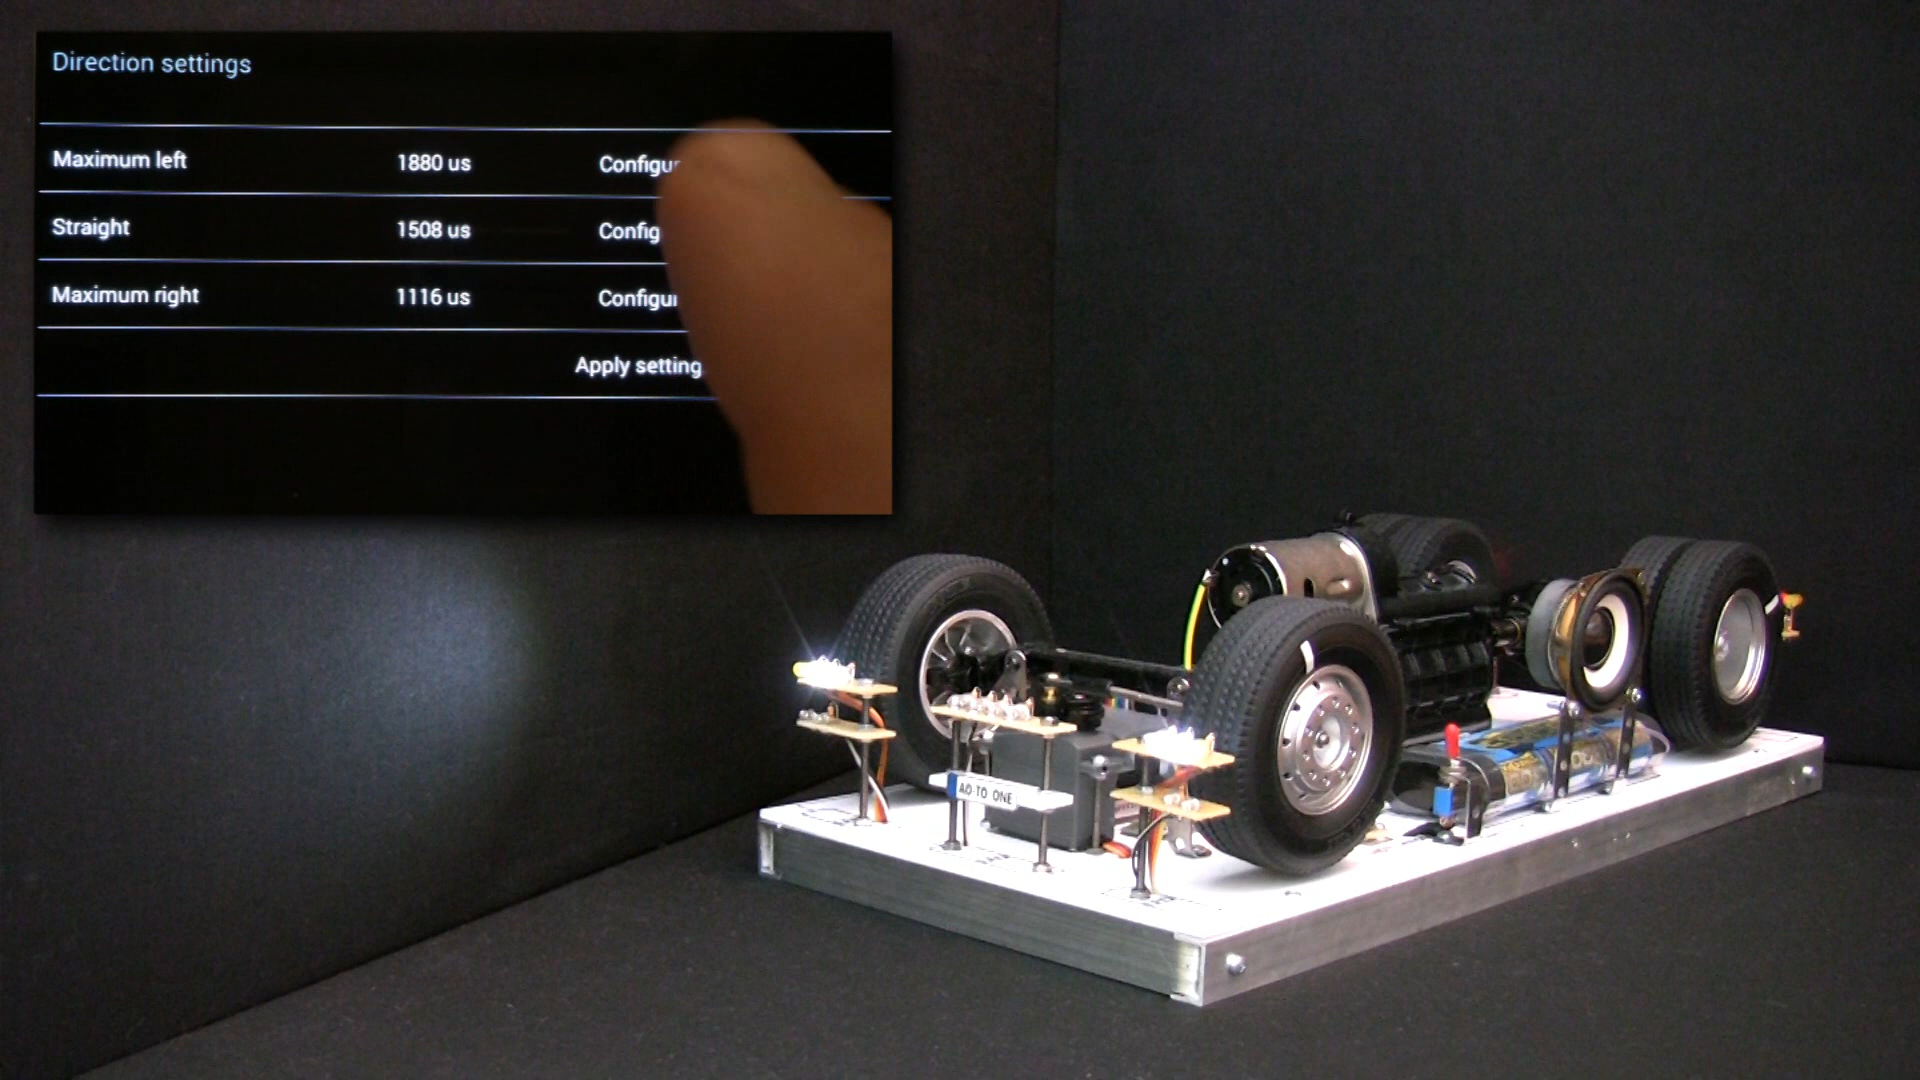 Direction settings
Maximum left 1880 us Configu
Straight 1508 us Config
Maximum right 1116 us Configu
Apply setting
AO-TO ONE